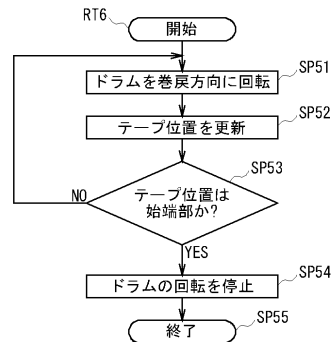 RT6
開始
ドラムを巻戻方向に回転
SP51
テープ位置を更新
SP52
SP53
テープ位置は
始端部か?
NO
YES
ドラムの回転を停止
SP54
終了
SP55